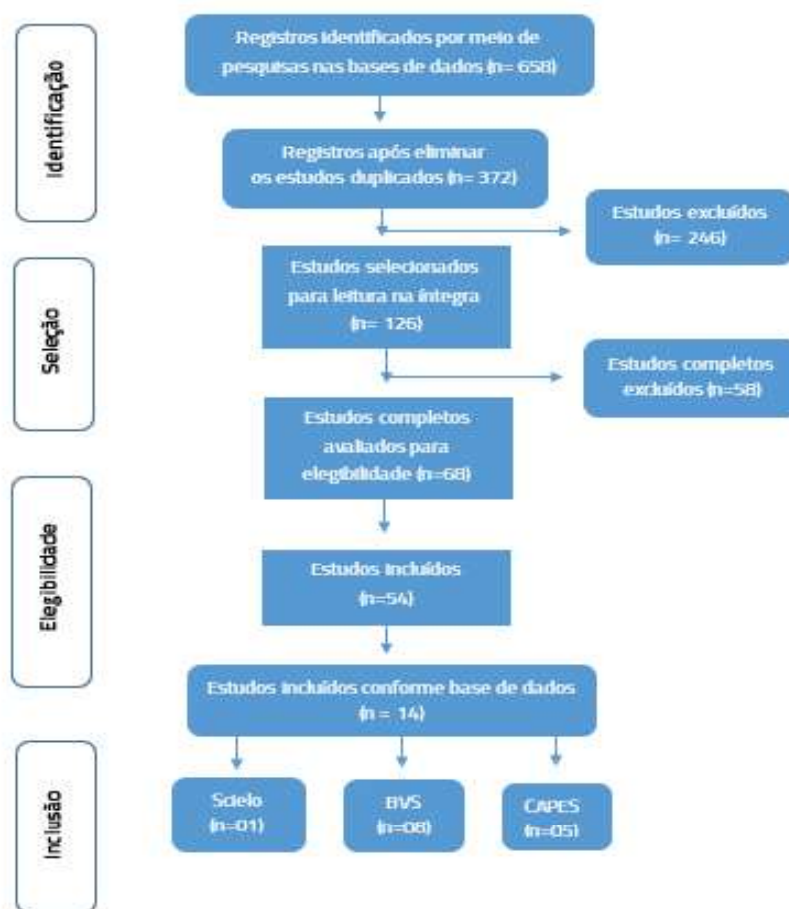 Identificação
Registros identificados por meio de
pesquisas nas bases de dados (n= 658)
Registros após eliminar
os estudos duplicados (n= 372)
Estudos excluídos
(n= 246)
Seleção
Estudos selecionados
para leitura na íntegra
(n= 126)
Estudos completos
excluídos (n=58)
Estudos completos
avaliados para
elegibilidade (n=68)
Elegibilidade
Estudos Incluídos
(n=54)
Estudos Incluídos conforme base de dados
(n = 14)
Inclusão
Scielo
(n=01)
BVS
(n=08)
CAPES
(n=05)